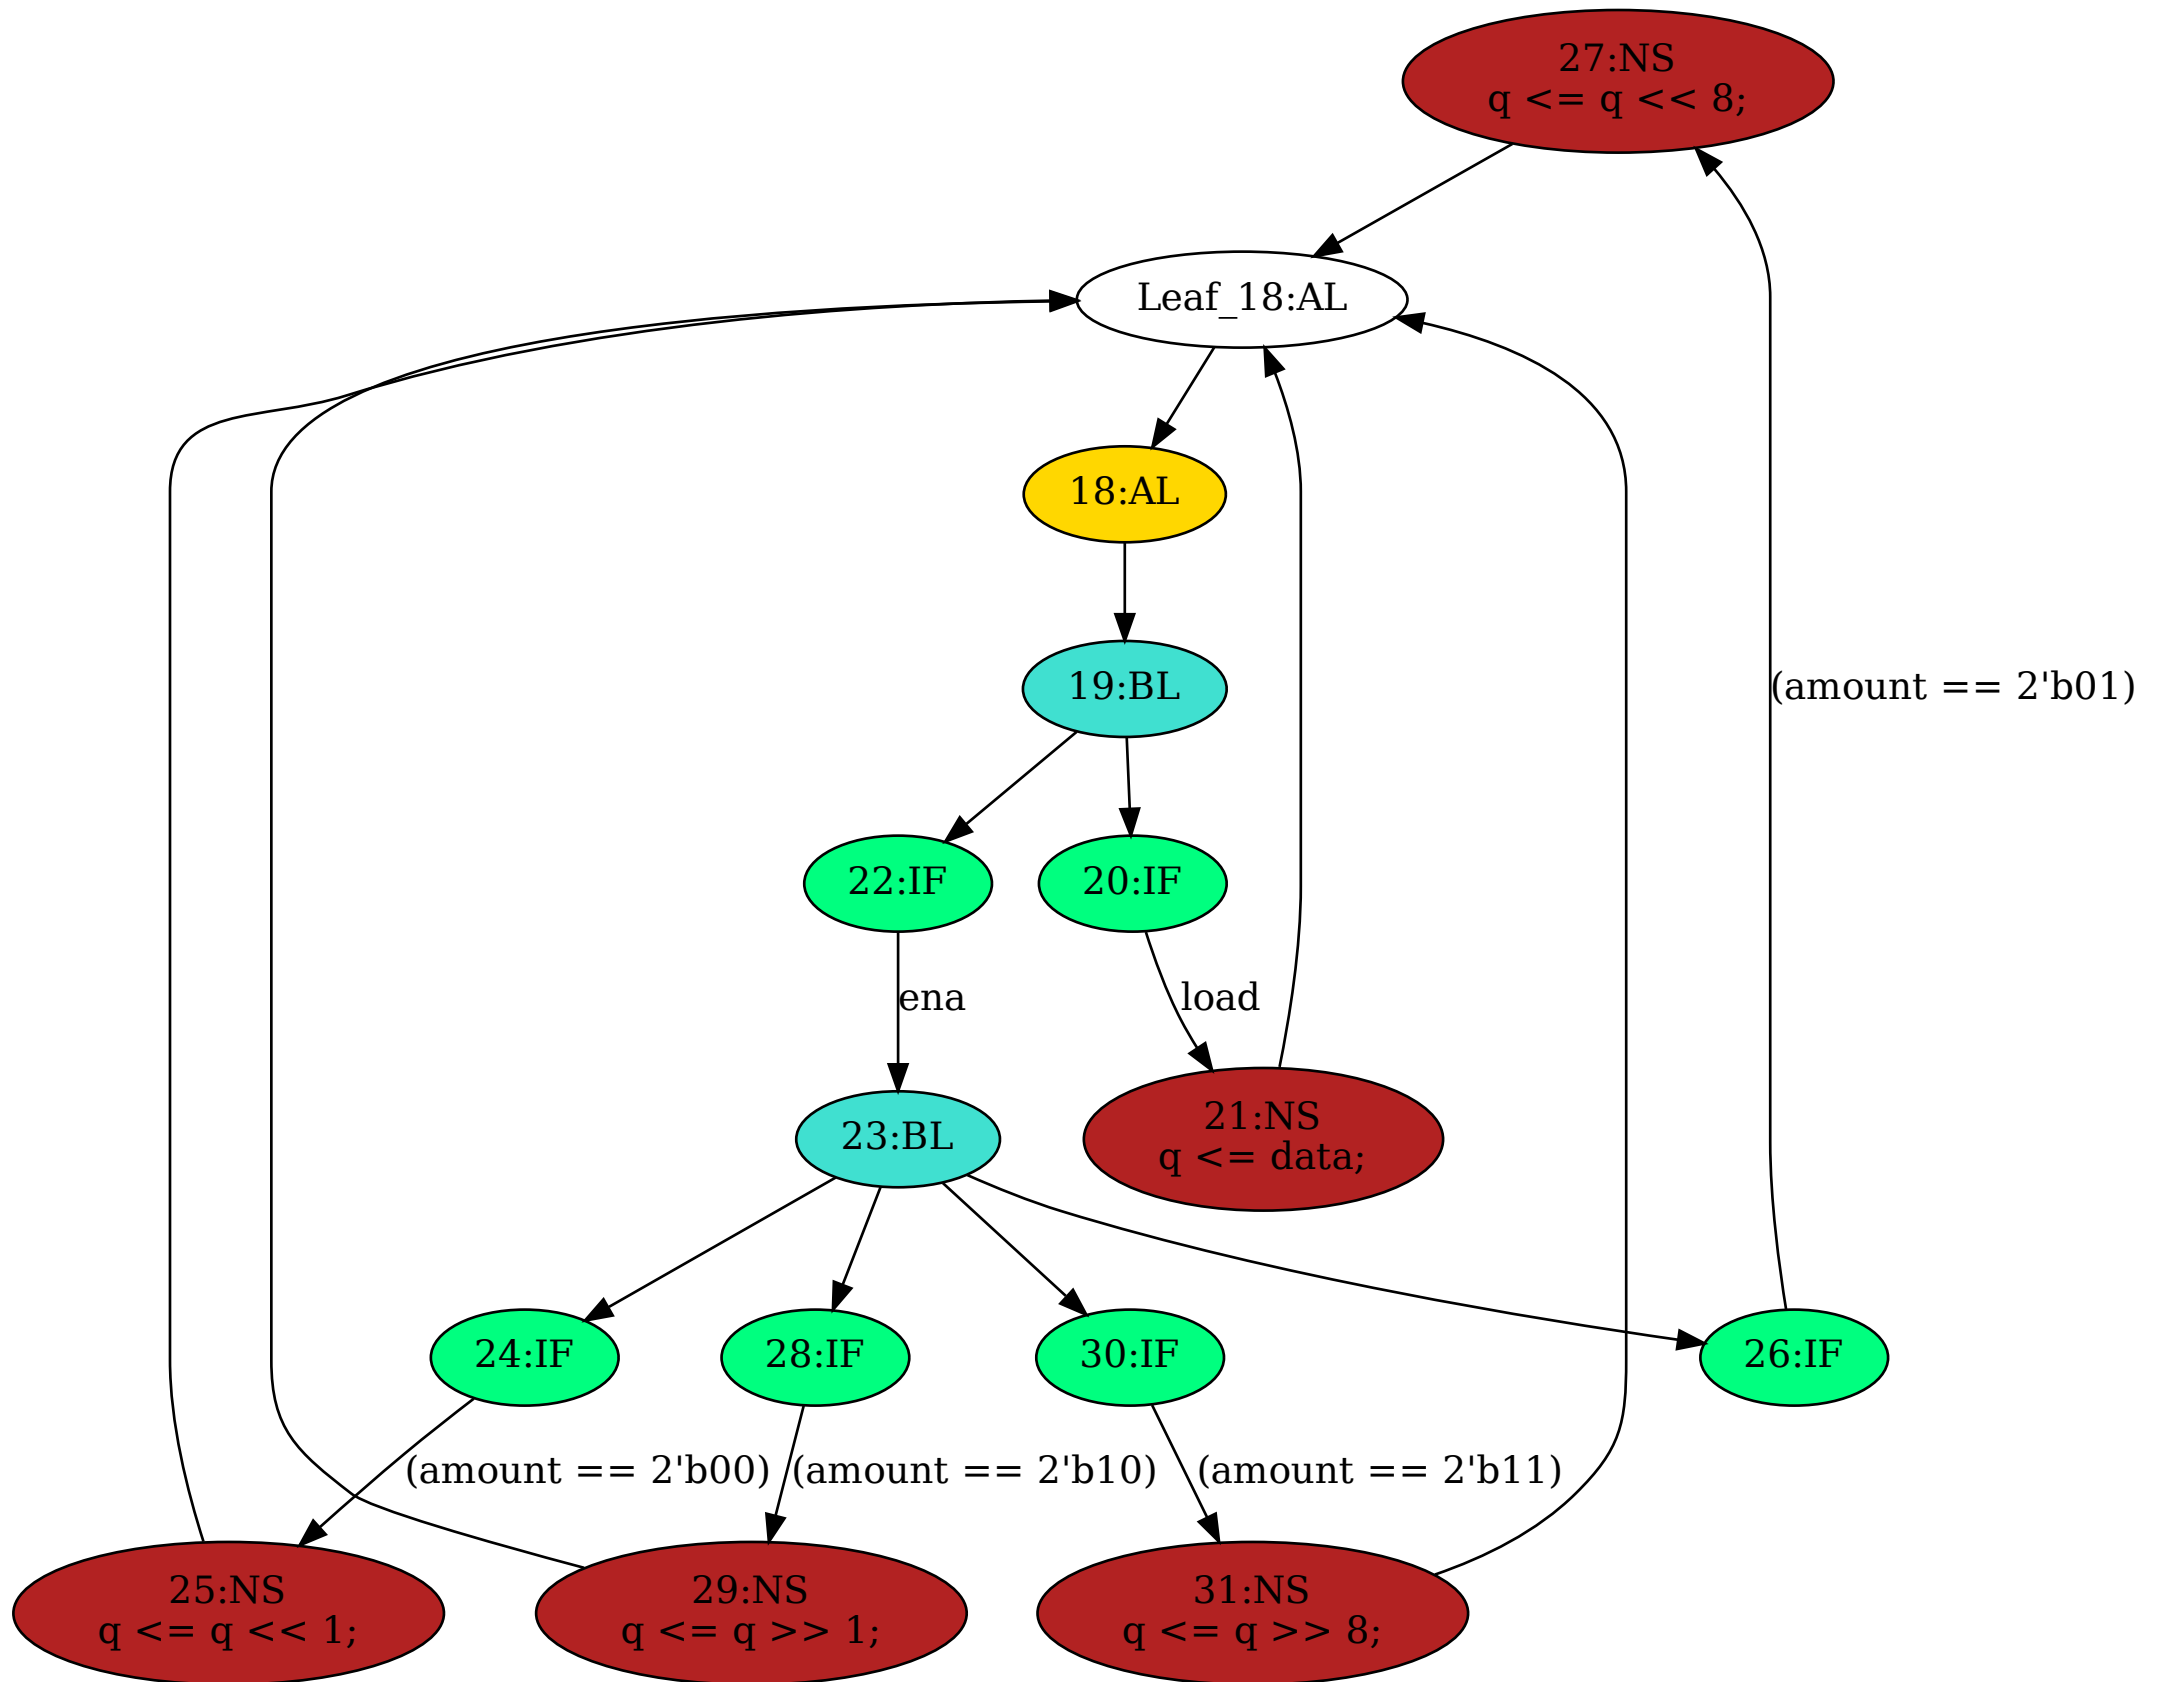 27:NS
q <= q << 8;
Leaf_18:AL
18:AL
19:BL
(amount == 2'b01)
22:IF
20:IF
ena
load
21:NS
q <= data;
23:BL
24:IF
28:IF
30:IF
26:IF
(amount == 2'b00)
(amount == 2'b10)
(amount == 2'b11)
25:NS
q <= q << 1;
29:NS
q <= q >> 1;
31:NS
q <= q >> 8;